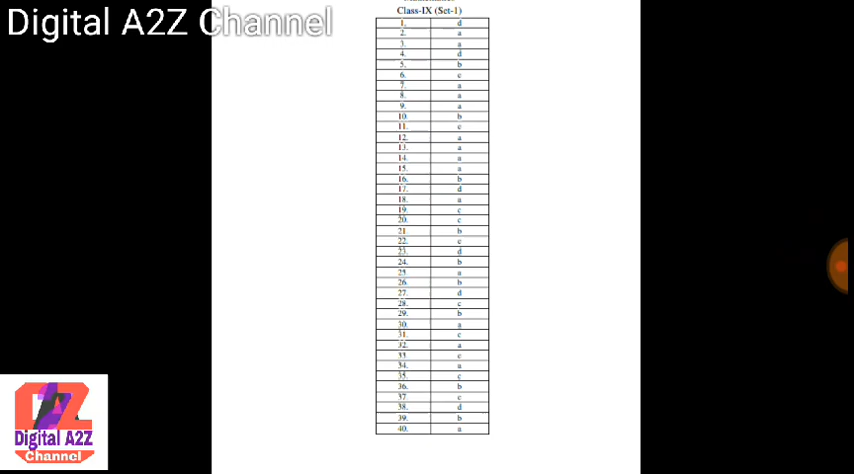 Digital A2Z Channel
Class-IX (Set-1)
1. d
2. a
3. a
4. d
5. b
6. c
7. a
8. a
9. a
10. b
11. c
12. a
13. a
14. a
15. a
16. b
17. d
18. a
19. c
20. c
21. b
22. c
23. d
24. b
25. a
26. b
27. d
28. c
29. b
30. a
31. c
32. a
33. c
34. a
35. c
36. b
37. c
38. d
39. b
40. a
AZ
Digital A2Z
Channel